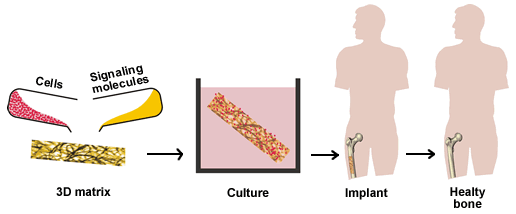 Cells
Signaling
molecules
3D matrix
Culture
Implant
Healty
bone